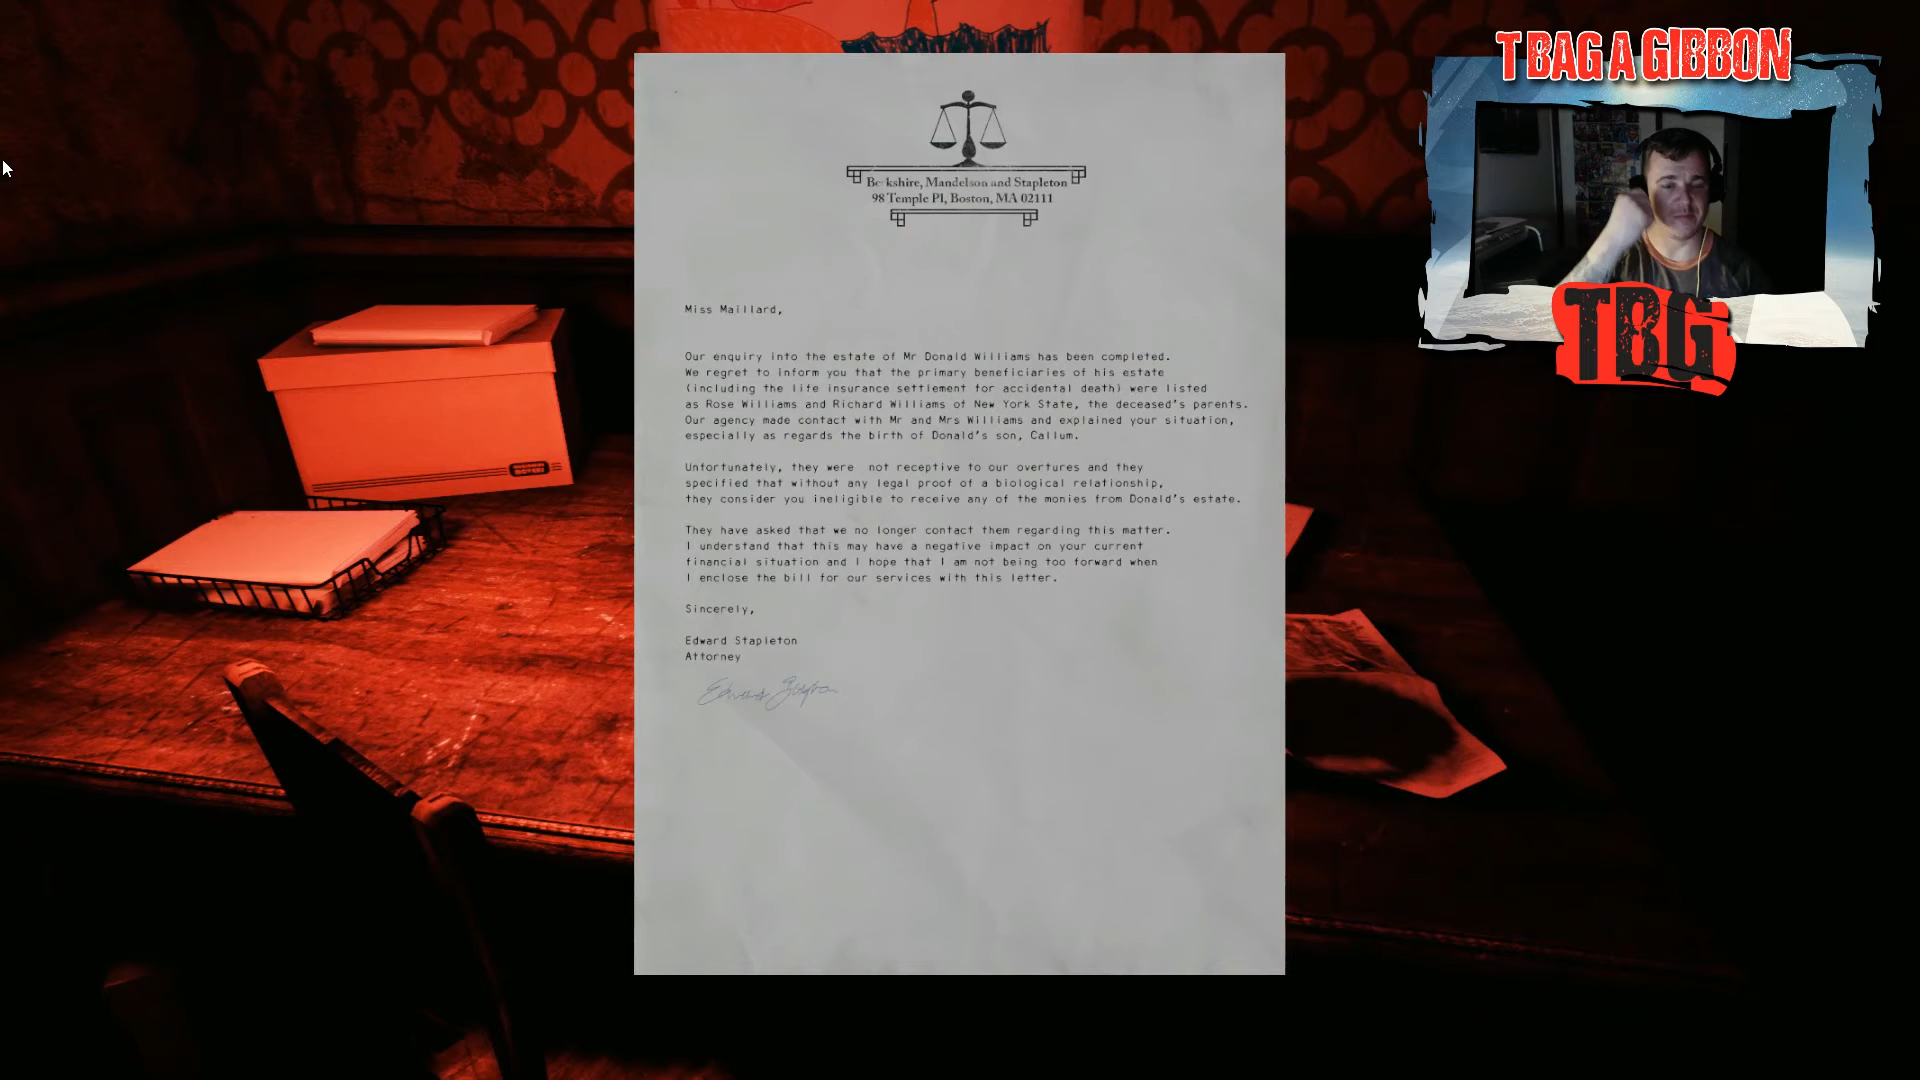 T BAG A GIBBON
TBG
Berkshire, Mandelson and Stapleton
98 Temple Pl, Boston, MA 02111
Miss Maillard,
Our enquiry into the estate of Mr Donald Williams has been completed.
We regret to inform you that the primary beneficiaries of his estate
(including the life insurance settlement for accidental death) were listed
as Rose Williams and Richard Williams of New York State, the deceased's parents.
Our agency made contact with Mr and Mrs Williams and explained your situation,
especially as regards the birth of Donald's son, Callum.
Unfortunately, they were  not receptive to our overtures and they
specified that without any legal proof of a biological relationship,
they consider you ineligible to receive any of the monies from Donald's estate.
They have asked that we no longer contact them regarding this matter.
I understand that this may have a negative impact on your current
financial situation and I hope that I am not being too forward when
I enclose the bill for our services with this letter.
Sincerely,
Edward Stapleton
Attorney